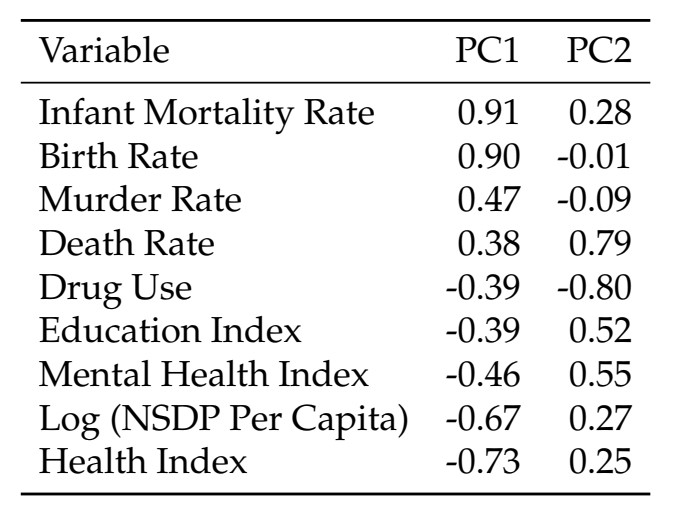 Variable PC1 PC2
Infant Mortality Rate 0.91 0.28
Birth Rate 0.90 -0.01
Murder Rate 0.47 -0.09
Death Rate 0.38 0.79
Drug Use -0.39 -0.80
Education Index -0.39 0.52
Mental Health Index -0.46 0.55
Log (NSDP Per Capita) -0.67 0.27
Health Index -0.73 0.25